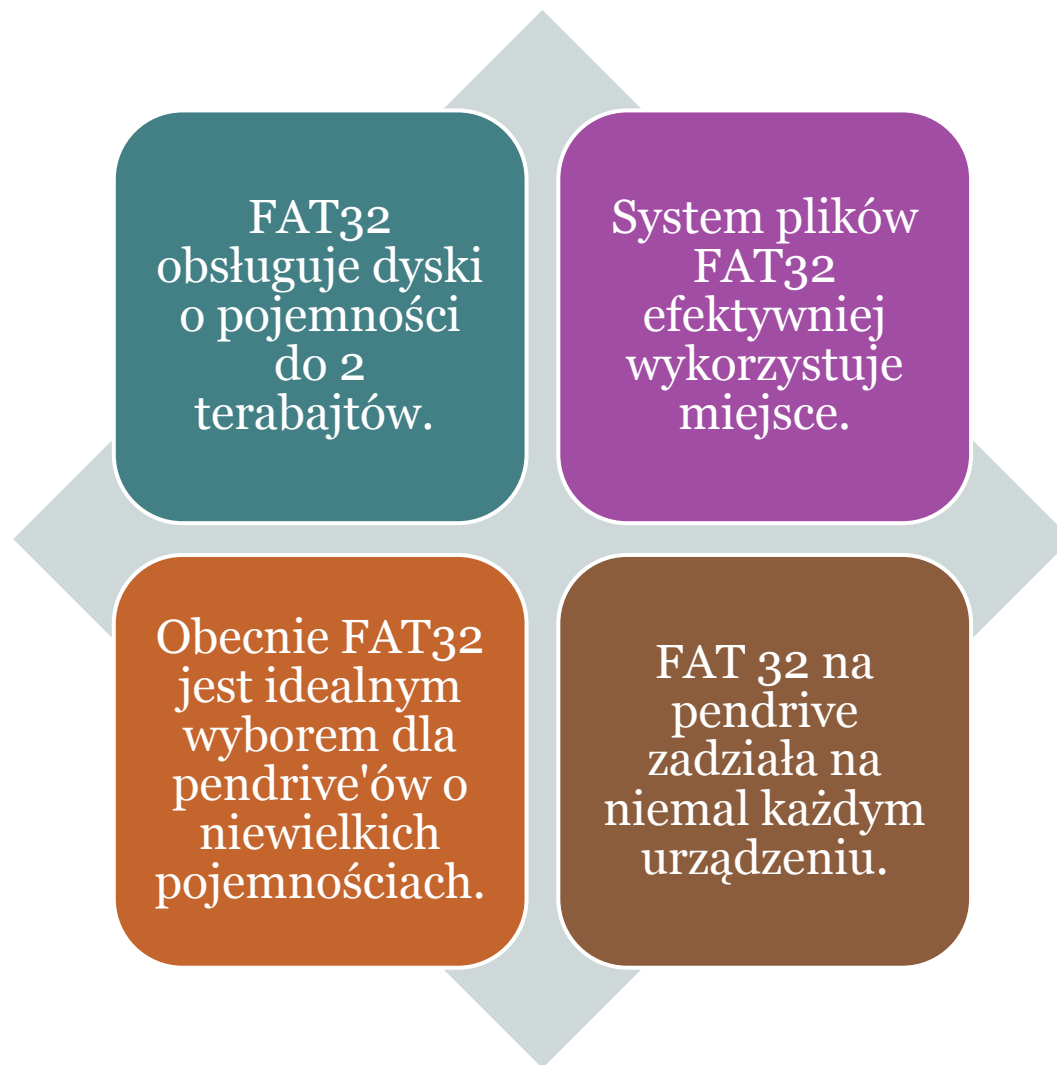 FAT32
obsługuje dyski
o pojemności
do 2
terabajtów.
System plików
FAT32
efektywniej
wykorzystuje
miejsce.
Obecnie FAT32
jest idealnym
wyborem dla
pendrive'ów o
niewielkich
pojemnościach.
FAT 32 na
pendrive
zadziała na
niemal każdym
urządzeniu.